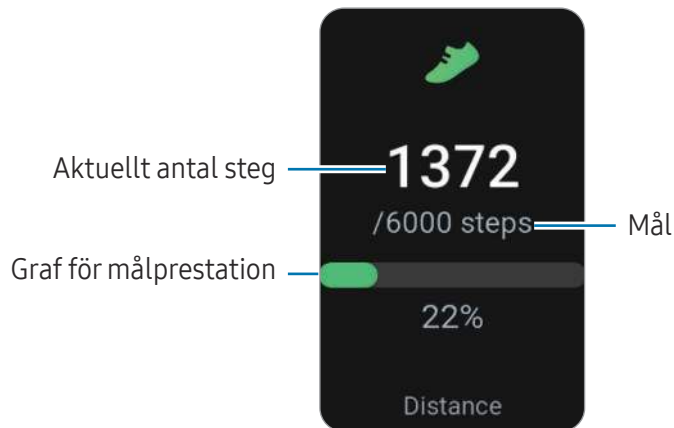 Aktuellt antal steg
1372
/6000 steps
Mål
Graf för målprestation
22%
Distance